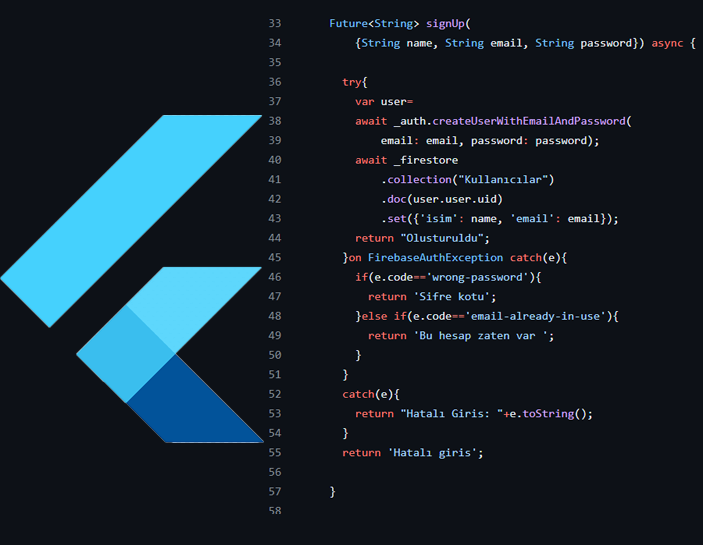 33 Future<String> signUp(
34 {String name, String email, String password}) async {
35
36 try{
37 var user=
38 await _auth.createUserWithEmailAndPassword(
39 email: email, password: password);
40 await _firestore
41 .collection("Kullanıcılar")
42 .doc(user.user.uid)
43 .set({'isim': name, 'email': email});
44 return "Olusturuldu";
45 }on FirebaseAuthException catch(e){
46 if(e.code=='wrong-password'){
47 return 'Sifre kotu';
48 }else if(e.code=='email-already-in-use'){
49 return 'Bu hesap zaten var ';
50 }
51 }
52 catch(e){
53 return "Hatalı Giris: "+e.toString();
54 }
55 return 'Hatalı giris';
56
57 }
58